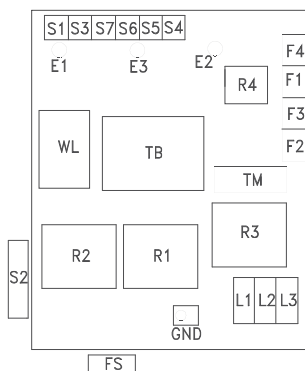 S1 S3 S7 S6 S5 S4
E1 E3 E2
F4
F1
R4
F3
WL TB F2
TM
R3
R2 R1
S2
L1 L2 L3
GND
FS